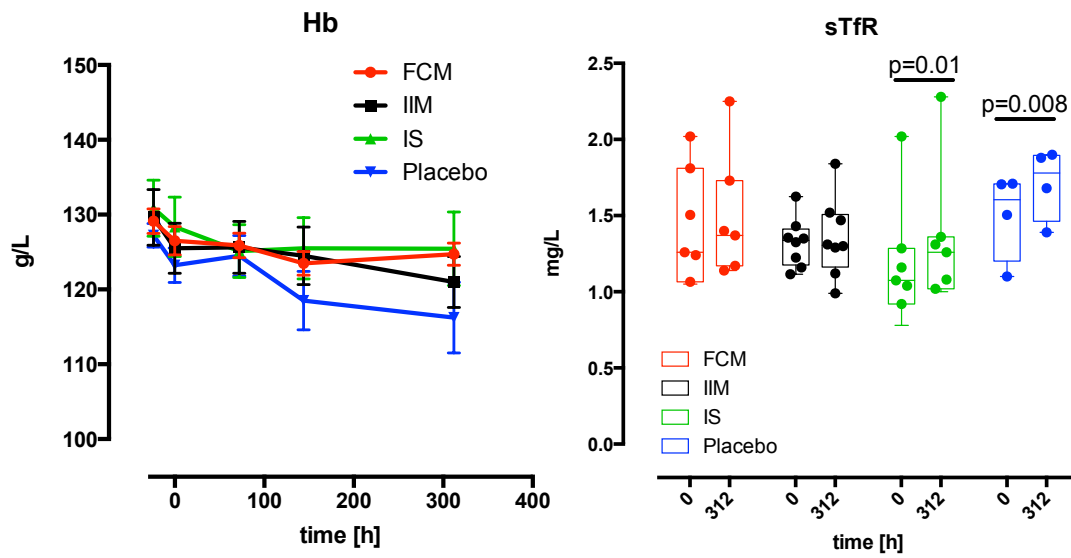 Hb
150
140
130
120
110
100
g/L
FCM
IIM
IS
Placebo
0
100
200
300
400
time [h]
sTfR
2.5
2.0
1.5
1.0
0.5
0.0
mg/L
p=0.01
p=0.008
FCM
IIM
IS
Placebo
0
312
0
312
0
312
0
312
time [h]